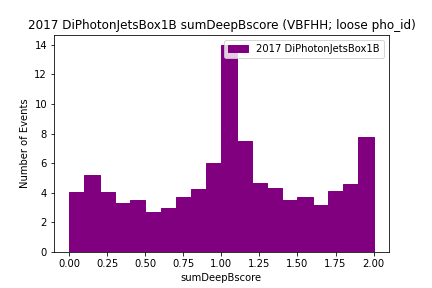 2017 DiPhotonJetsBox1B sumDeepBscore (VBFHH; loose pho_id)
2017 DiPhotonJetsBox1B
Number of Events
14
12
10
8
6
4
2
0
0.00 0.25 0.50 0.75 1.00 1.25 1.50 1.75 2.00
sumDeepBscore